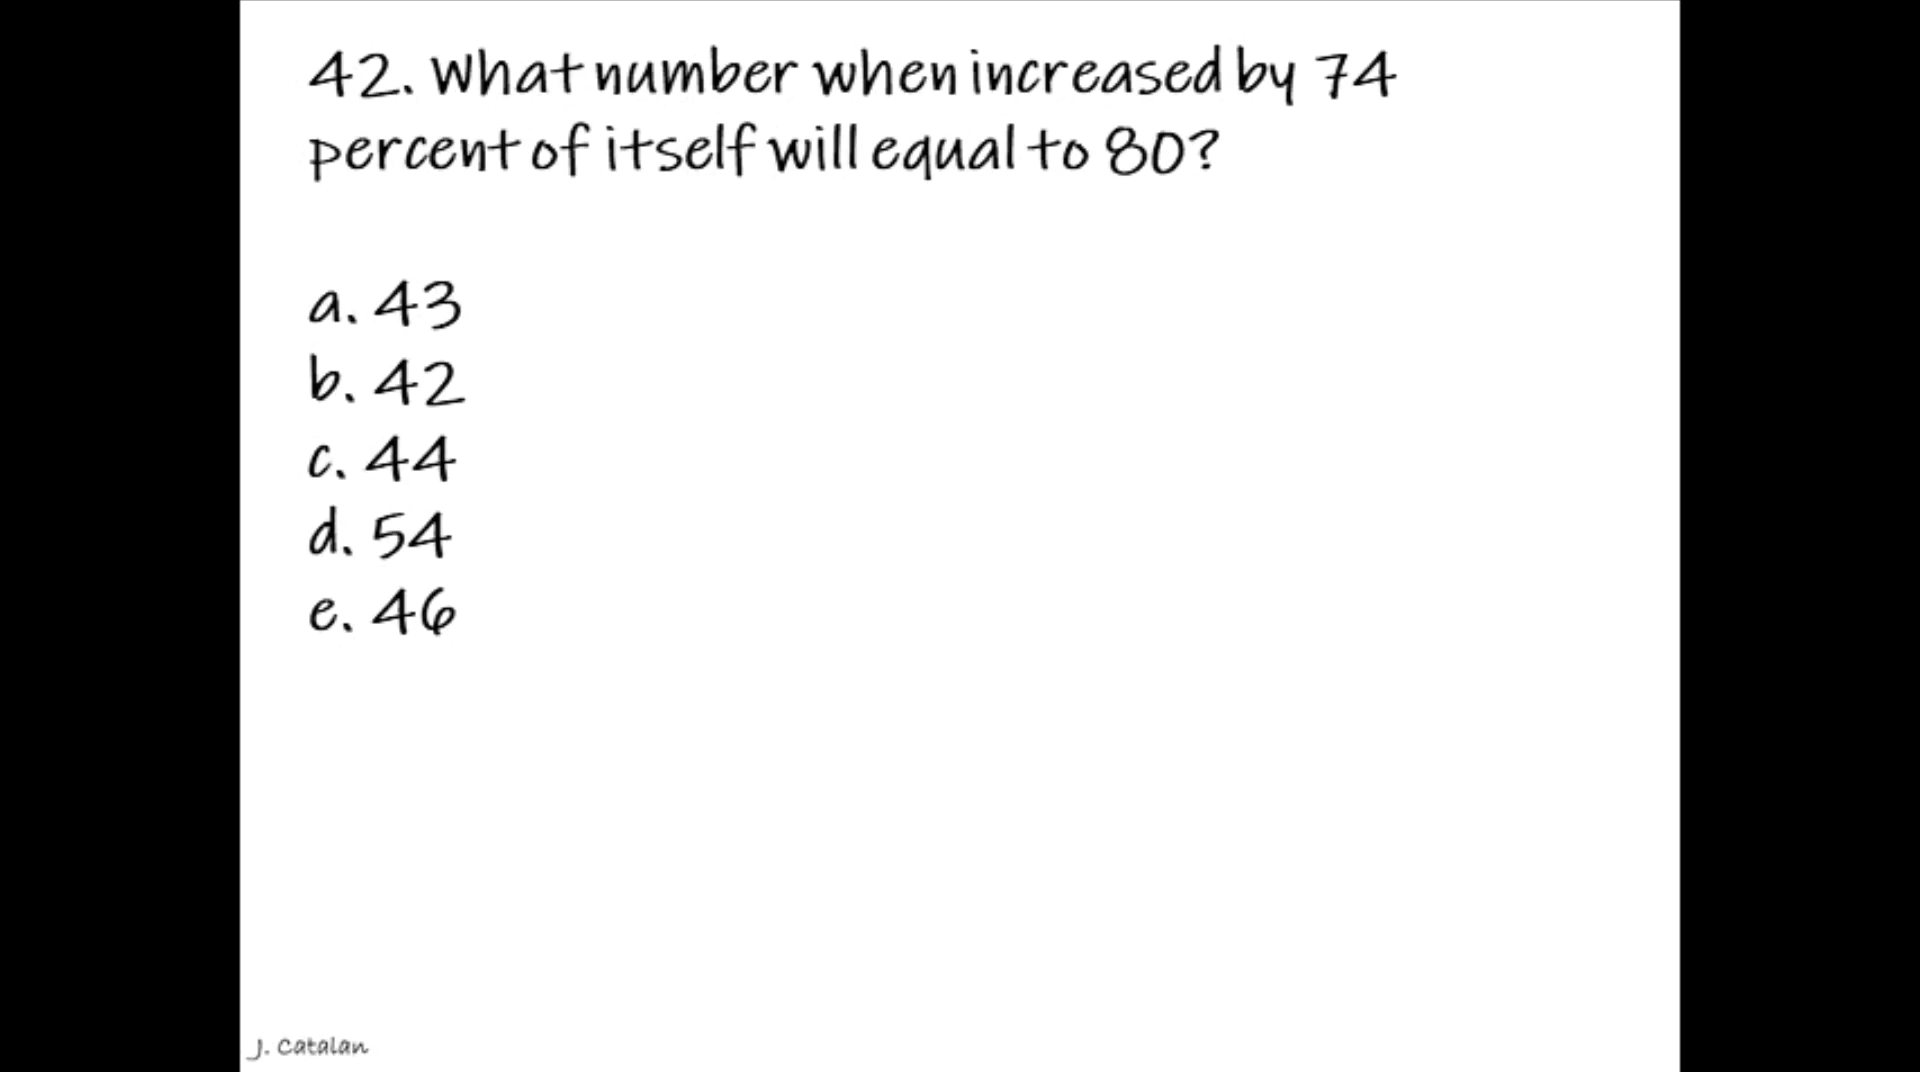 42. What number when increased by 74
percent of itself will equal to 80?
a. 43
b. 42
c. 44
d. 54
e. 46
J. Catalan